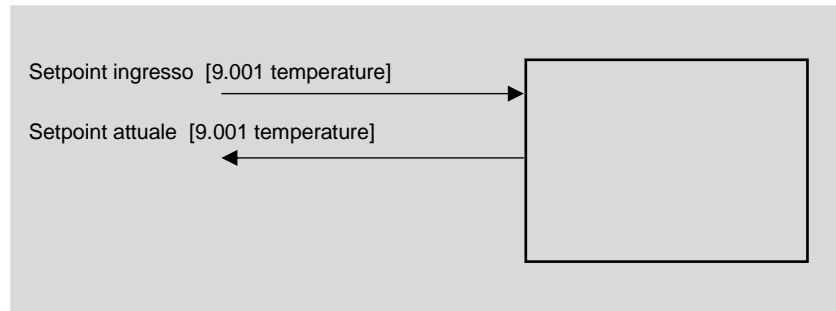 Setpoint ingresso [9.001 temperature]
Setpoint attuale [9.001 temperature]